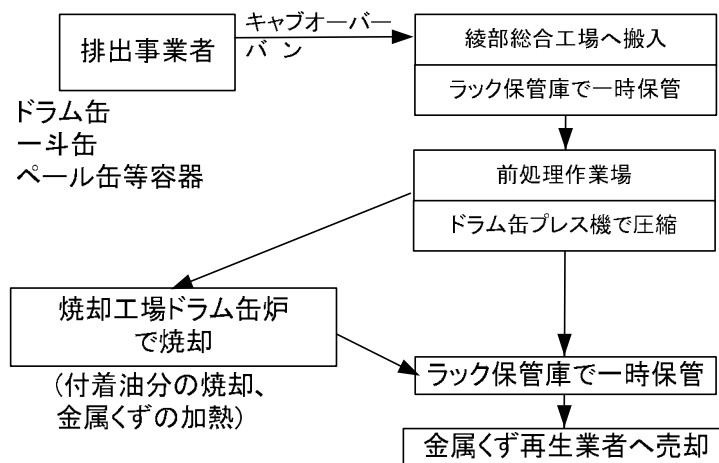 排出事業者
キャブオーバー
バン
綾部総合工場へ搬入
ラック保管庫で一時保管
ドラム缶
一斗缶
ペール缶等容器
前処理作業場
ドラム缶プレス機で圧縮
焼却工場ドラム缶炉
で焼却
(付着油分の焼却、
金属くずの加熱)
ラック保管庫で一時保管
金属くず再生業者へ売却